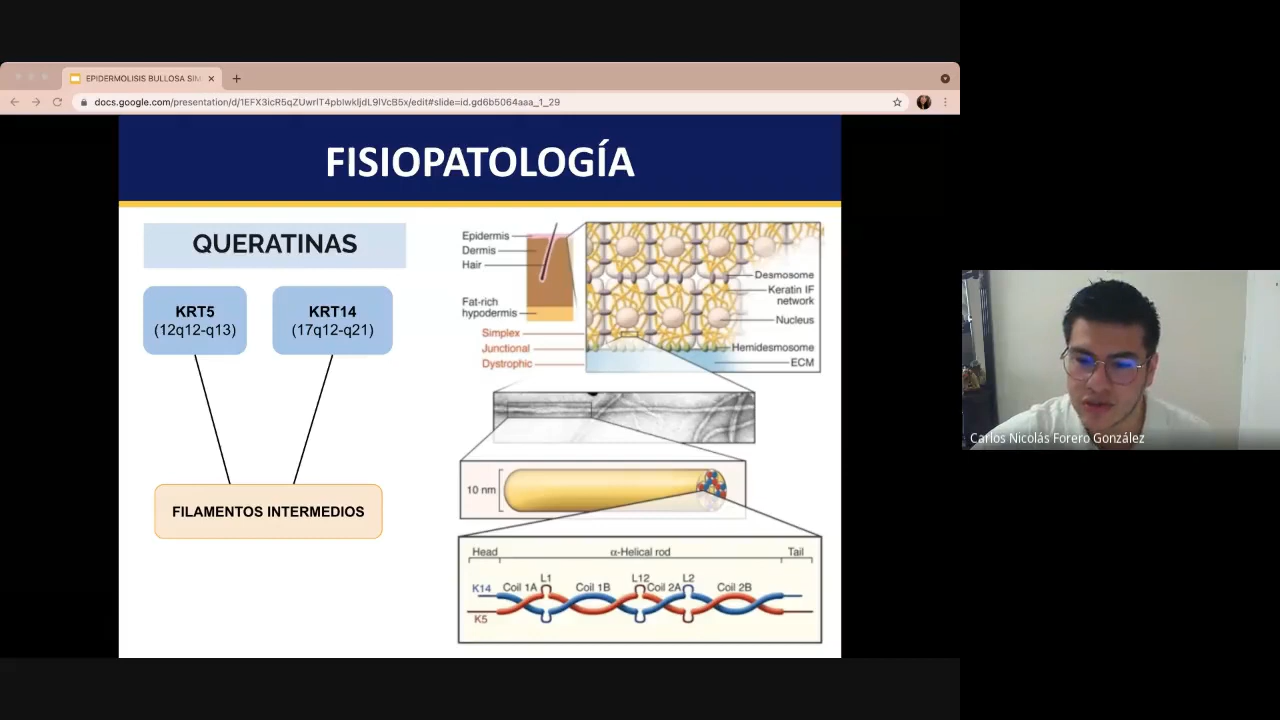 EPIDERMOLISIS BULLOSA SIM
docs.google.com/presentation/d/1EFX3icR5qZUwrlT4pbIwkljdL9lVcB5x/edit#slide=id.gd6b5064aaa_1_29
FISIOPATOLOGÍA
QUERATINAS
KRT5
(12q12-q13)
KRT14
(17q12-q21)
FILAMENTOS INTERMEDIOS
Epidermis
Dermis
Hair
Fat-rich
hypodermis
Simplex
Junctional
Dystrophic
Desmosome
Keratin IF
network
Nucleus
Hemidesmosome
ECM
10 nm
Head
α-Helical rod
Tail
K14
Coil 1A
L1
Coil 1B
L12
Coil 2A
L2
Coil 2B
K5
Carlos Nicolás Forero González